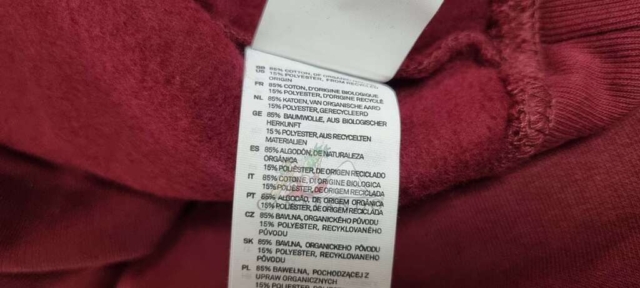 GB 85% COTTON, OF ORGANIC
US 15% POLYESTER, FROM RECYCLED
ORIGIN
FR 85% COTON, D'ORIGINE BIOLOGIQUE
15% POLYESTER, D'ORIGINE RECYCLÉ
NL 85% KATOEN, VAN ORGANISCHE AARD
15% POLYESTER, GERECYCLEERD
GE 85% BAUMWOLLE, AUS BIOLOGISCHER
HERKUNFT
15 % POLYESTER, AUS RECYCELTEN
MATERIALIEN
ES 85% ALGODÓN, DE NATURALEZA
ORGÁNICA
15% POLIÉSTER, DE ORIGEN RECICLADO
IT 85% COTONE, DI ORIGINE BIOLOGICA
15% POLIESTERE, DI ORIGINE RICICLATA
PT 85% ALGODÃO, DE ORIGEM ORGÂNICA
15% POLIÉSTER, DE ORIGEM RECICLADA
CZ 85% BAVLNA, ORGANICKÉHO PŮVODU
15% POLYESTER, RECYKLOVANÉHO
PŮVODU
SK 85% BAVLNA, ORGANICKÉHO PÔVODU
15% POLYESTER, RECYKLOVANÉHO
PÔVODU
PL 85% BAWEŁNA, POCHODZĄCEJ Z
UPRAW ORGANICZNYCH
15% POLIESTER,